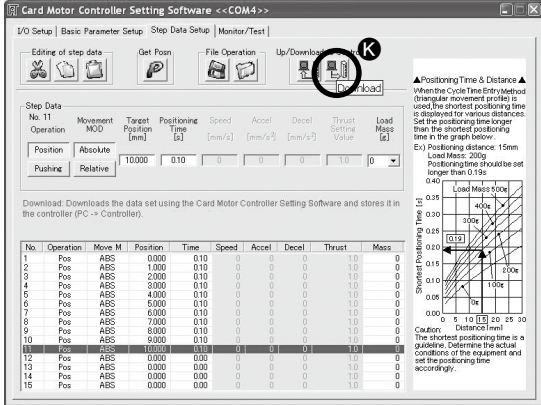 Card Motor Controller Setting Software <<COM4>>
I/O Setup Basic Parameter Setup Step Data Setup Monitor/Test
Editing of step data Get Posn File Operation Up/Download
K
Download
Step Data
No. 11
Operation
Movement MOD
Target Position [mm]
Positioning Time [s]
Speed [mm/s]
Accel [mm/s²]
Decel [mm/s²]
Thrust Setting Value
Load Mass [g]
Position Absolute
Pushing Relative
10.000 0.10 0 0 0 1.0 0
Download: Downloads the data set using the Card Motor Controller Setting Software and stores it in
the controller (PC -> Controller).
No. Operation Move M Position Time Speed Accel Decel Thrust Mass
1 Pos ABS 0.000 0.10 0 0 0 1.0 0
2 Pos ABS 1.000 0.10 0 0 0 1.0 0
3 Pos ABS 2.000 0.10 0 0 0 1.0 0
4 Pos ABS 3.000 0.10 0 0 0 1.0 0
5 Pos ABS 4.000 0.10 0 0 0 1.0 0
6 Pos ABS 5.000 0.10 0 0 0 1.0 0
7 Pos ABS 6.000 0.10 0 0 0 1.0 0
8 Pos ABS 7.000 0.10 0 0 0 1.0 0
9 Pos ABS 8.000 0.10 0 0 0 1.0 0
10 Pos ABS 9.000 0.10 0 0 0 1.0 0
11 Pos ABS 10.000 0.10 0 0 0 1.0 0
12 Pos ABS 0.000 0.00 0 0 0 1.0 0
13 Pos ABS 0.000 0.00 0 0 0 1.0 0
14 Pos ABS 0.000 0.00 0 0 0 1.0 0
15 Pos ABS 0.000 0.00 0 0 0 1.0 0
▲Positioning Time & Distance▲
When the Cycle Time Entry Method
(triangular movement profile) is
used,the shortest positioning time
is displayed for various distances.
Set the positioning time longer
than the shortest positioning
time in the graph below.
Ex) Positioning distance: 15mm
Load Mass: 200g
Positioning time should be set
longer than 0.19s
Shortest Positioning Time [s]
0.40
0.35
0.30
0.25
0.20
0.15
0.10
0.05
0.00
Load Mass 500g
400g
300g
0.19
200g
100g
0g
0 5 10 15 20 25 30
Distance [mm]
Caution:
The shortest positioning time is a
guideline. Determine the actual
conditions of the equipment and
set the positioning time
accordingly.